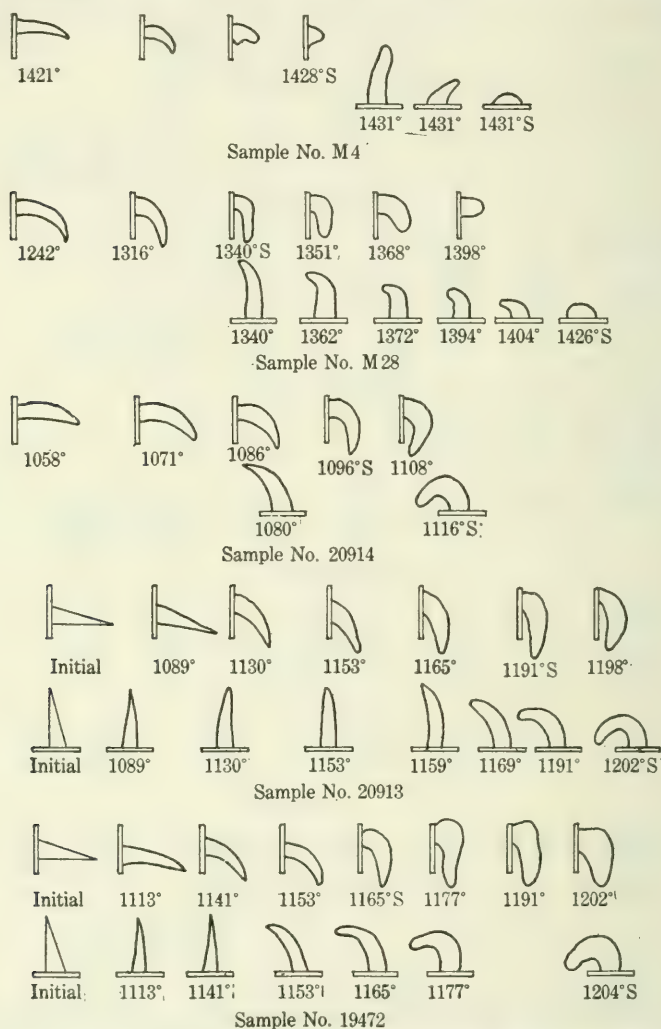 1421° 1428°S
1431° 1431° 1431°S
Sample No. M4
1242° 1316° 1340°S 1351° 1368° 1398°
1340° 1362° 1372° 1394° 1404° 1426°S
Sample No. M28
1058° 1071° 1086° 1096°S 1108°
1080° 1116°S
Sample No. 20914
Initial 1089° 1130° 1153° 1165° 1191°S 1198°
Initial 1089° 1130° 1153° 1159° 1169° 1191° 1202°S
Sample No. 20913
Initial 1113° 1141° 1153° 1165°S 1177° 1191° 1202°
Initial 1113° 1141° 1153° 1165° 1177° 1204°S
Sample No. 19472